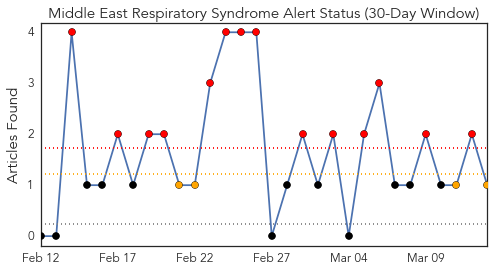 Middle East Respiratory Syndrome Alert Status (30-Day Window)
Articles Found
4
3
2
1
0
Feb 12 Feb 17 Feb 22 Feb 27 Mar 04 Mar 09